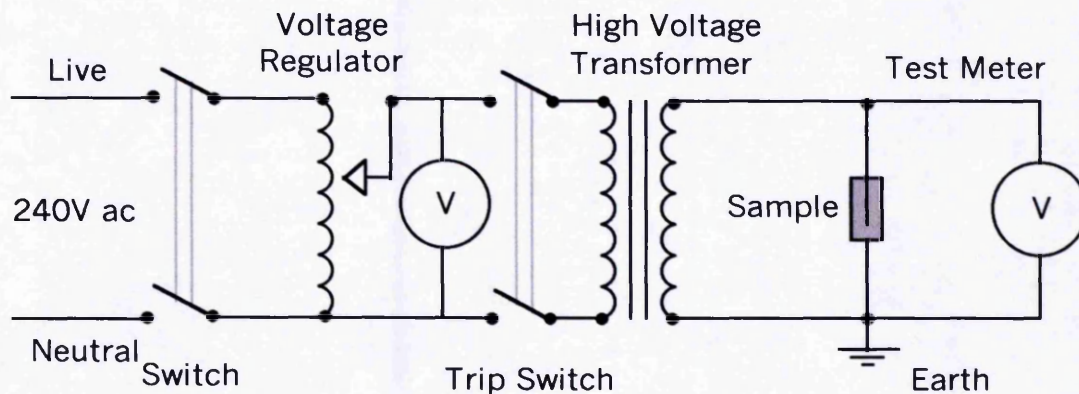 Voltage
Regulator
High Voltage
Transformer
Live
Test Meter
240V ac
V
Sample
V
Neutral
Switch
Trip Switch
Earth